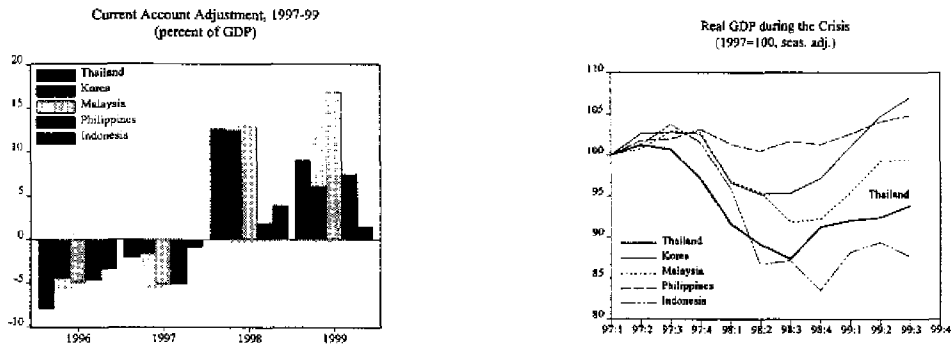 Current Account Adjustment, 1997-99
(percent of GDP)
20
15
10
5
0
-5
-10
Thailand
Korea
Malaysia
Philippines
Indonesia
1996
1997
1998
1999
Real GDP during the Crisis
(1997=100, seas. adj.)
110
105
100
95
90
85
80
Thailand
Thailand
Korea
Malaysia
Philippines
Indonesia
97:1
97:2
97:3
97:4
98:1
98:2
98:3
98:4
99:1
99:2
99:3
99:4